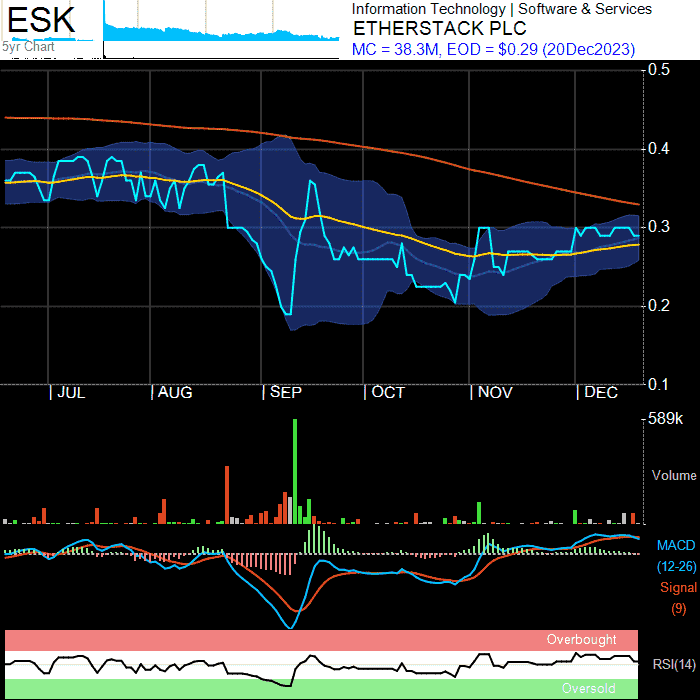 ESK
5yr Chart
Information Technology | Software & Services
ETHERSTACK PLC
MC = 38.3M, EOD = $0.29 (20Dec2023)
0.5
0.4
0.3
0.2
0.1
| JUL | AUG | SEP | OCT | NOV | DEC
589k
Volume
MACD
(12-26)
Signal
(9)
Overbought
RSI(14)
Oversold